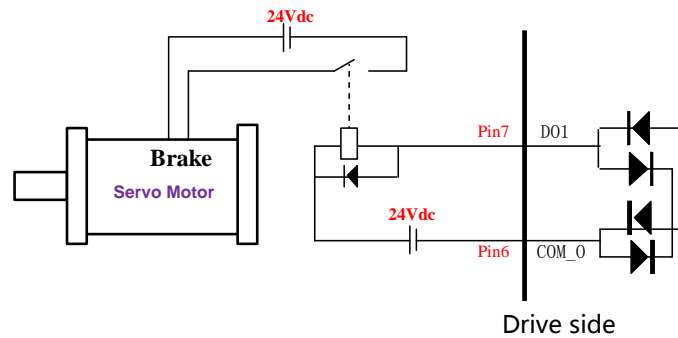 24Vdc
Brake
Servo Motor
Pin7
DO1
24Vdc
Pin6
COM_O
Drive side